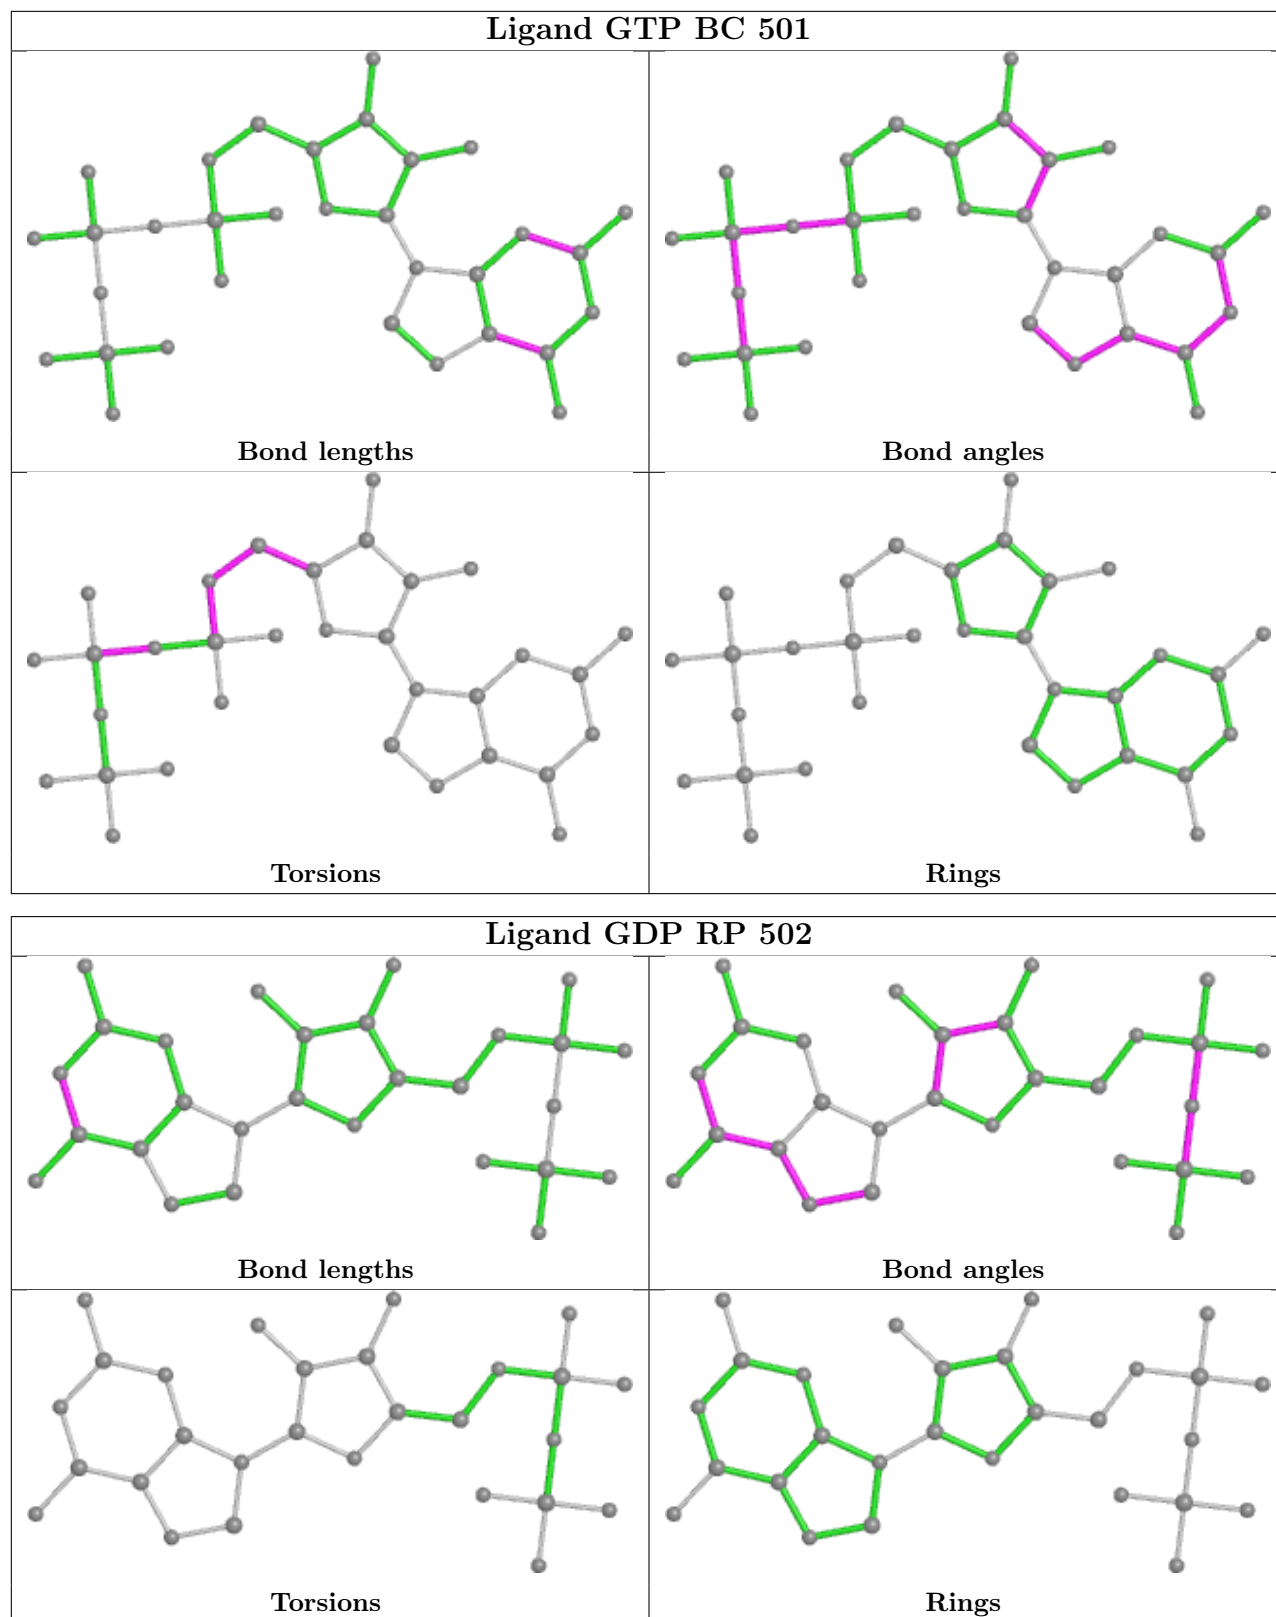 Ligand GTP BC 501
Bond lengths
Bond angles
Torsions
Rings
Ligand GDP RP 502
Bond lengths
Bond angles
Torsions
Rings